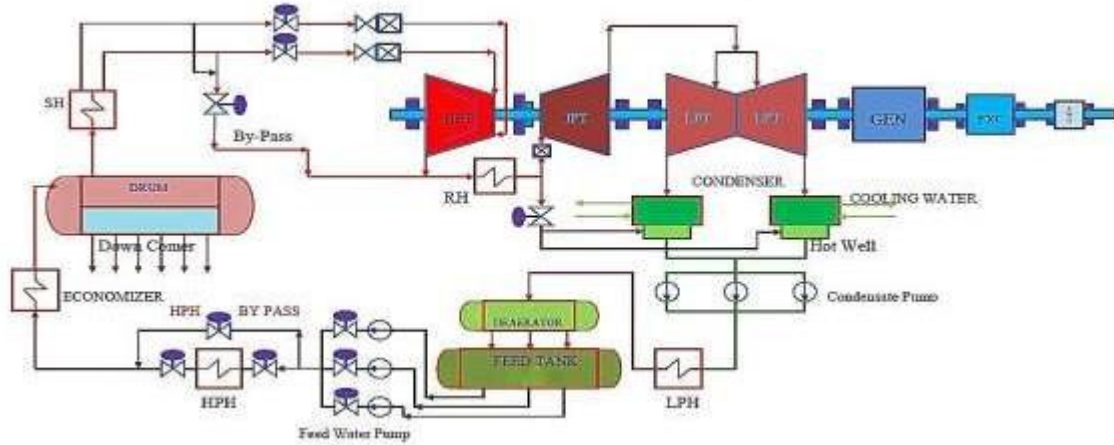 SH
HPT
IPT
LPT
LPT
GEN
EXC
By-Pass
RH
CONDENSER
COOLING WATER
DRUM
Down Comer
Hot Well
ECONOMIZER
HPH BY PASS
DEAERATOR
FEED TANK
Condensate Pump
HPH
LPH
Feed Water Pump